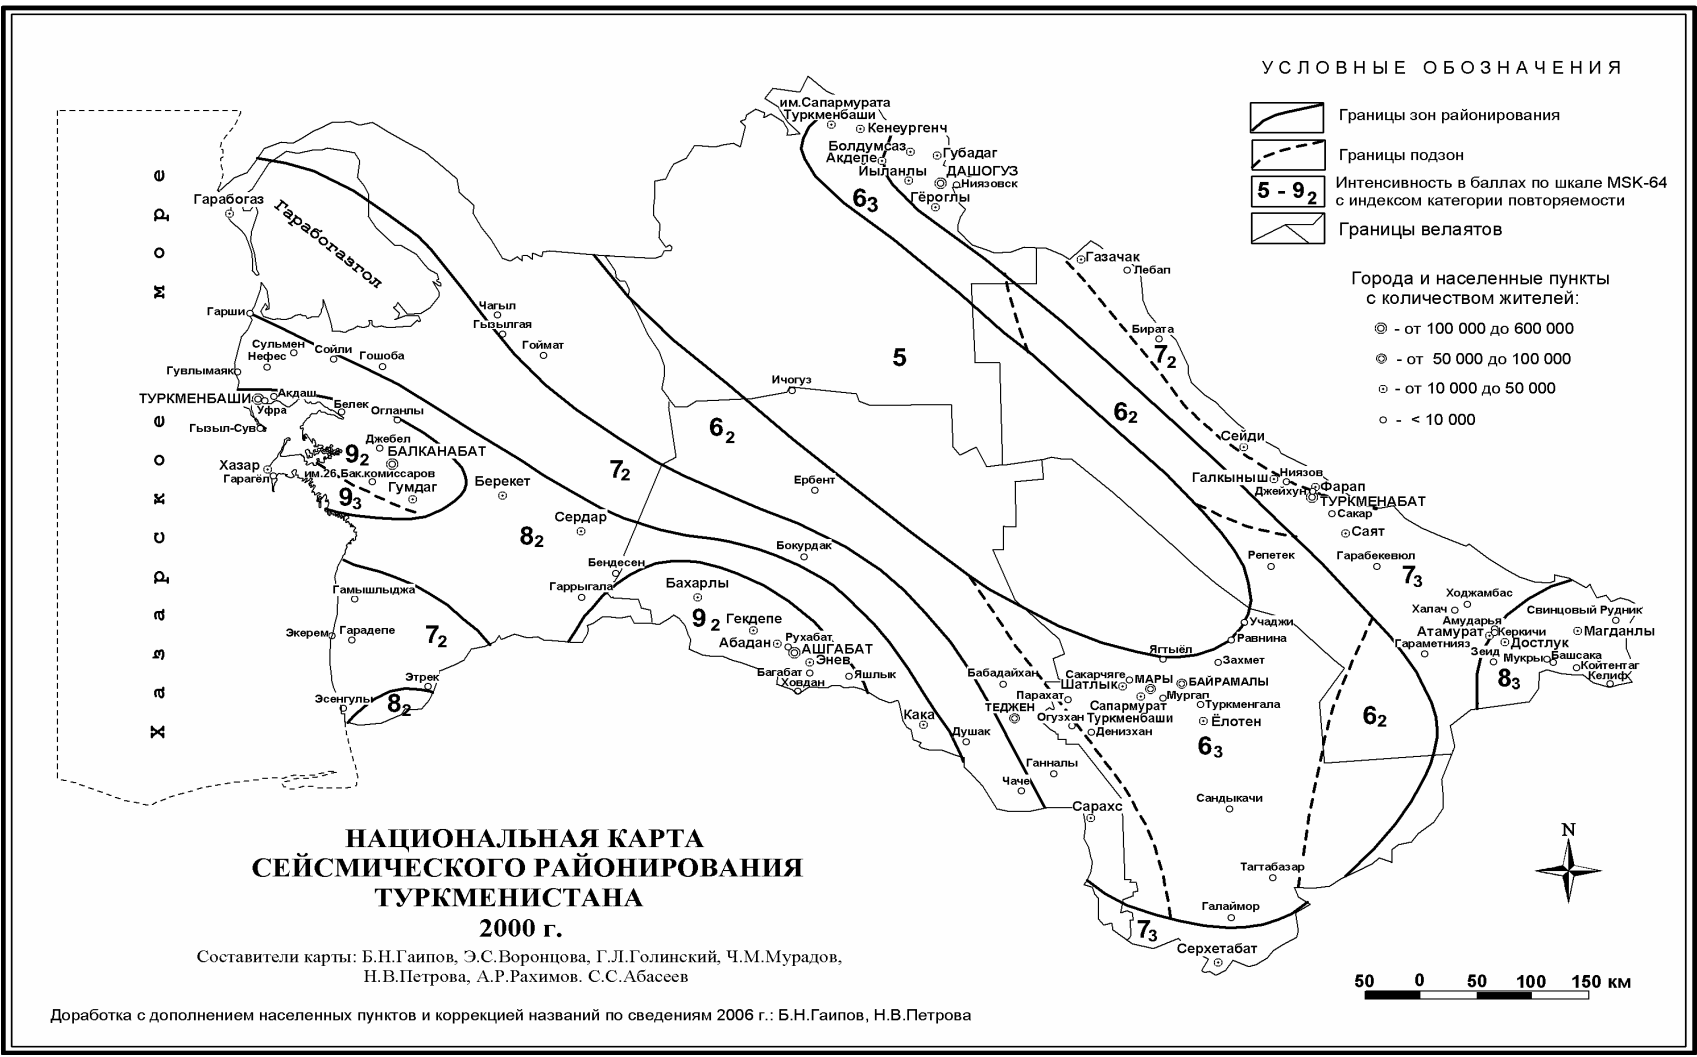 УСЛОВНЫЕ ОБОЗНАЧЕНИЯ
Границы зон районирования
Границы подзон
5 - 9₂
Интенсивность в баллах по шкале MSK-64
с индексом категории повторяемости
Границы велаятов
Города и населенные пункты
с количеством жителей:
- от 100 000 до 600 000
- от 50 000 до 100 000
- от 10 000 до 50 000
- < 10 000
Хазарское море
им.Сапармурата
Туркменбаши
Кенеургенч
Болдумсаз
Акдепе
Губадаг
Йыланлы
ДАШОГУЗ
Ниязовск
Гёроглы
6₃
Гарабогаз
Гарабогазгол
Газачак
Лебап
Бирата
7₂
Гарши
Чагыл
Гызылгая
Гоймат
Сульмен
Нефес
Сойли
Гошоба
Гувлымаяк
5
Ичогуз
6₂
6₂
ТУРКМЕНБАШИ
Акдаш
Уфра
Белек
Огланлы
Гызыл-Сув
Джебел
БАЛКАНАБАТ
9₂
Хазар
Гарагёл
им.26 Бак.комиссаров
Гумдаг
9₃
Берекет
7₂
Ербент
Сейди
Галкыныш
Ниязов
Джейхун
Фарап
ТУРКМЕНАБАТ
Сакар
Саят
Сердар
8₂
Бокурдак
Бендесен
Гаррыгала
Бахарлы
Репетек
Гарабекевюл
7₃
Гамышлыджа
Экерем
Гарадепе
7₂
9₂
Гекдепе
Абадан
Рухабат
АШГАБАТ
Энев
Багабат
Ховдан
Яшлык
Ходжамбас
Халач
Амударья
Атамурат
Керкичи
Гараметнияз
Достлук
Зеид
Мукры
Башсака
Свинцовый Рудник
Магданлы
Койтентаг
Келиф
8₃
Этрек
Эсенгулы
8₂
Учаджи
Равнина
Ягтыёл
Захмет
Бабадайхан
Сакарчяге
Шатлык
МАРЫ
БАЙРАМАЛЫ
Парахат
Мургап
ТЕДЖЕН
Огузхан
Сапармурат
Туркменбаши
Туркменгала
Денизхан
Ёлотен
6₃
6₂
Кака
Душак
Ганналы
Чаче
Сарахс
Сандыкачи
Тагтабазар
Галаймор
7₃
Серхетабат
N
50 0 50 100 150 км
НАЦИОНАЛЬНАЯ КАРТА
СЕЙСМИЧЕСКОГО РАЙОНИРОВАНИЯ
ТУРКМЕНИСТАНА
2000 г.
Составители карты: Б.Н.Гаипов, Э.С.Воронцова, Г.Л.Голинский, Ч.М.Мурадов,
Н.В.Петрова, А.Р.Рахимов. С.С.Абасеев
Доработка с дополнением населенных пунктов и коррекцией названий по сведениям 2006 г.: Б.Н.Гаипов, Н.В.Петрова